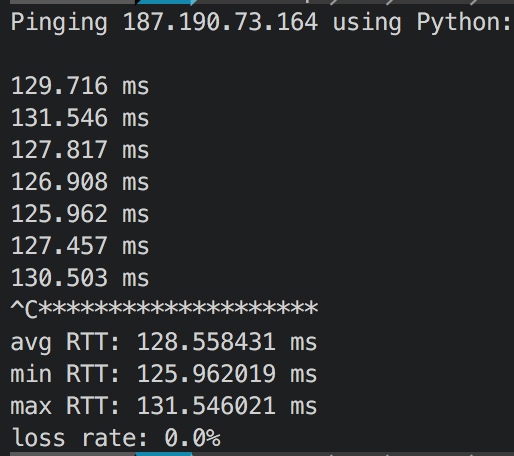 Pinging 187.190.73.164 using Python:
129.716 ms
131.546 ms
127.817 ms
126.908 ms
125.962 ms
127.457 ms
130.503 ms
^C********************
avg RTT: 128.558431 ms
min RTT: 125.962019 ms
max RTT: 131.546021 ms
loss rate: 0.0%